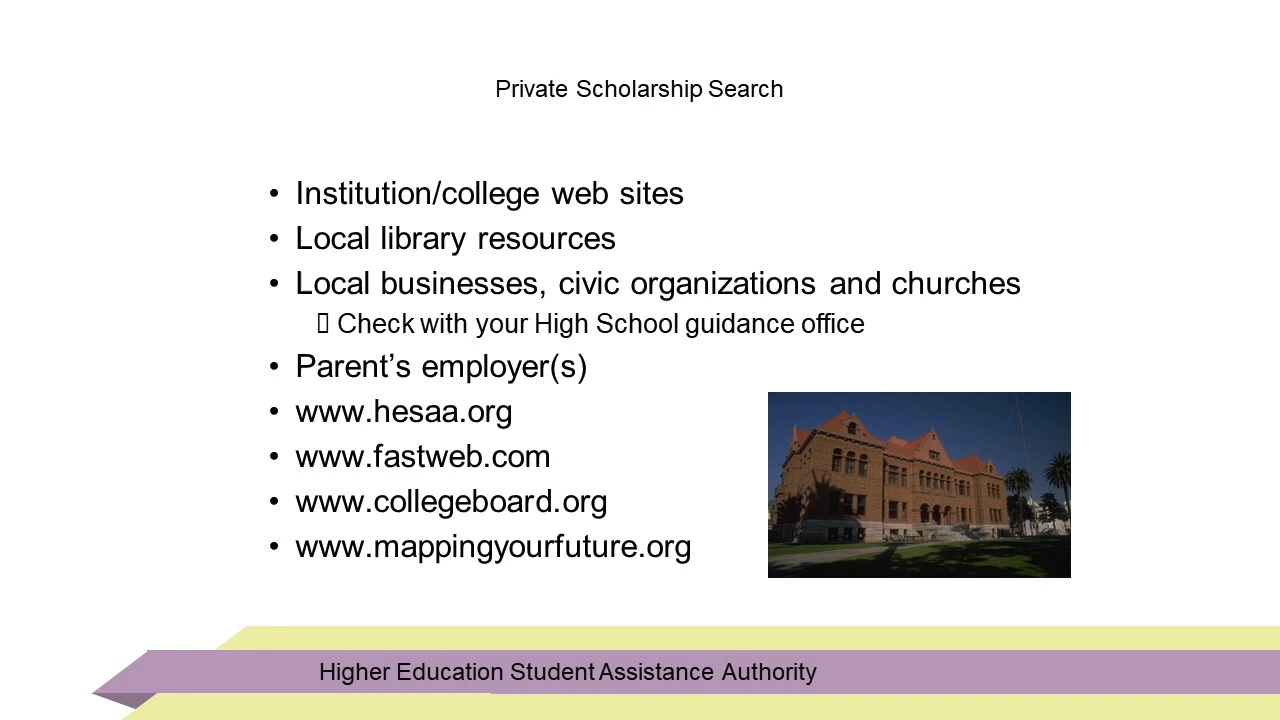 Private Scholarship Search
• Institution/college web sites
• Local library resources
• Local businesses, civic organizations and churches
▯ Check with your High School guidance office
• Parent’s employer(s)
• www.hesaa.org
• www.fastweb.com
• www.collegeboard.org
• www.mappingyourfuture.org
Higher Education Student Assistance Authority